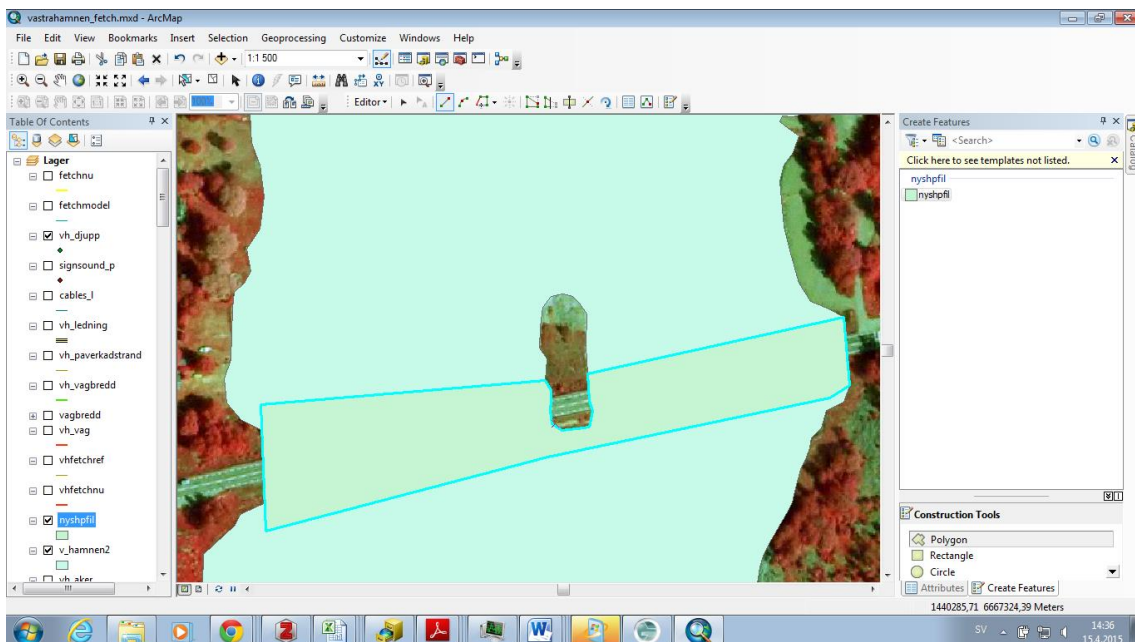 vastrahamnen_fetch.mxd - ArcMap
File Edit View Bookmarks Insert Selection Geoprocessing Customize Windows Help
1:1 500
100%
Editor
Table Of Contents
Lager
fetchnu
fetchmodel
vh_djupp
signsound_p
cables_l
vh_ledning
vh_paverkadstrand
vh_vagbredd
vagbredd
vh_vag
vhfetchref
vhfetchnu
nyshpfil
v_hamnen2
vh_aker
Create Features
<Search>
Click here to see templates not listed.
nyshpfil
nyshpfil
Construction Tools
Polygon
Rectangle
Circle
Attributes Create Features
Catalog
1440285,71 6667324,39 Meters
SV
14:36
15.4.2015